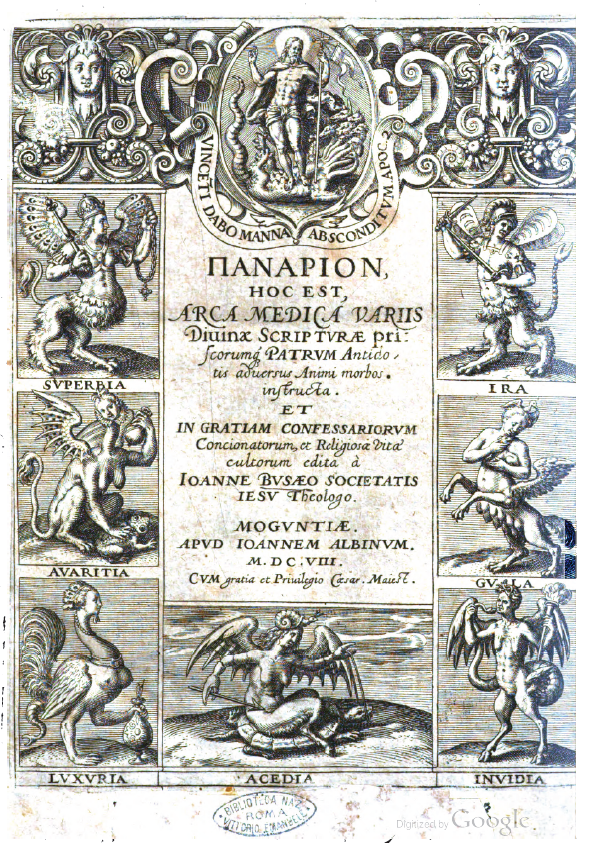 VINCETI DABO MANNA ABSCONDITVM. APOC. 2
ΠΑΝΑΡΙΟΝ,
HOC EST,
ARCA MEDICA VARIIS
Diuinæ SCRIPTVRÆ pri:
scorumq́ PATRVM Antido,
tis aduersus Animi morbos.
instructa.
ET
IN GRATIAM CONFESSARIORVM
Concionatorum, et Religiosæ Vitæ
cultorum edita à
IOANNE BVSÆO SOCIETATIS
IESV Theologo.
MOGVNTIÆ.
APVD IOANNEM ALBINVM.
M. DC. VIII.
CVM gratia et Priuilegio Cæsar. Maiest.
SVPERBIA
IRA
AVARITIA
GVLA
LVXVRIA
ACEDIA
INVIDIA
BIBLIOTECA NAZ.
ROMA
VITTORIO EMANUELE
Digitized by Google